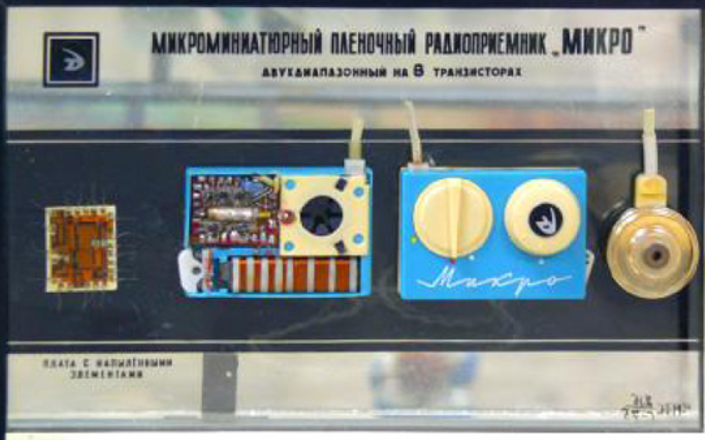 МИКРОМИНИАТЮРНЫЙ ПЛЕНОЧНЫЙ РАДИОПРИЕМНИК „МИКРО"
ДВУХДИАПАЗОННЫЙ НА 6 ТРАНЗИСТОРАХ
Микро
ПЛАТА С НАПЫЛЁННЫМИ
ЭЛЕМЕНТАМИ